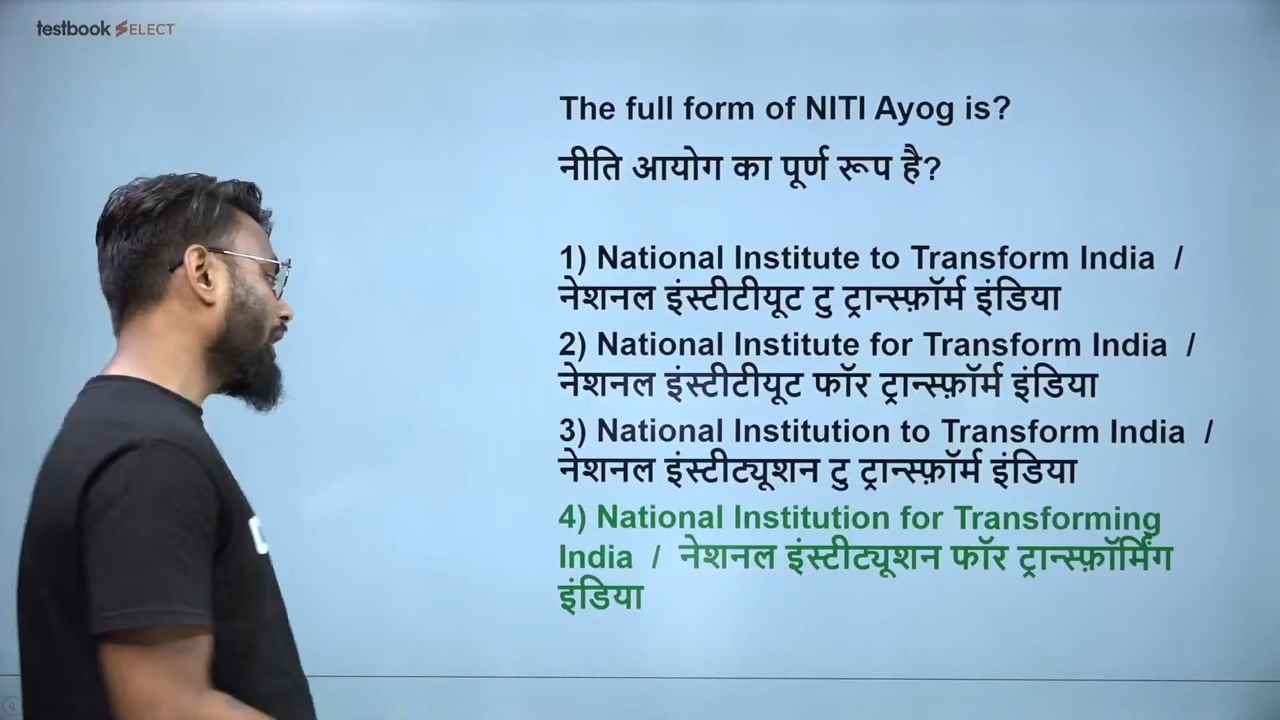 testbook SELECT
The full form of NITI Ayog is?
नीति आयोग का पूर्ण रूप है?
1) National Institute to Transform India /
नेशनल इंस्टीटीयूट टु ट्रान्स्फ़ॉर्म इंडिया
2) National Institute for Transform India /
नेशनल इंस्टीटीयूट फॉर ट्रान्स्फ़ॉर्म इंडिया
3) National Institution to Transform India /
नेशनल इंस्टीट्यूशन टु ट्रान्स्फ़ॉर्म इंडिया
4) National Institution for Transforming
India / नेशनल इंस्टीट्यूशन फॉर ट्रान्स्फ़ॉर्मिंग
इंडिया